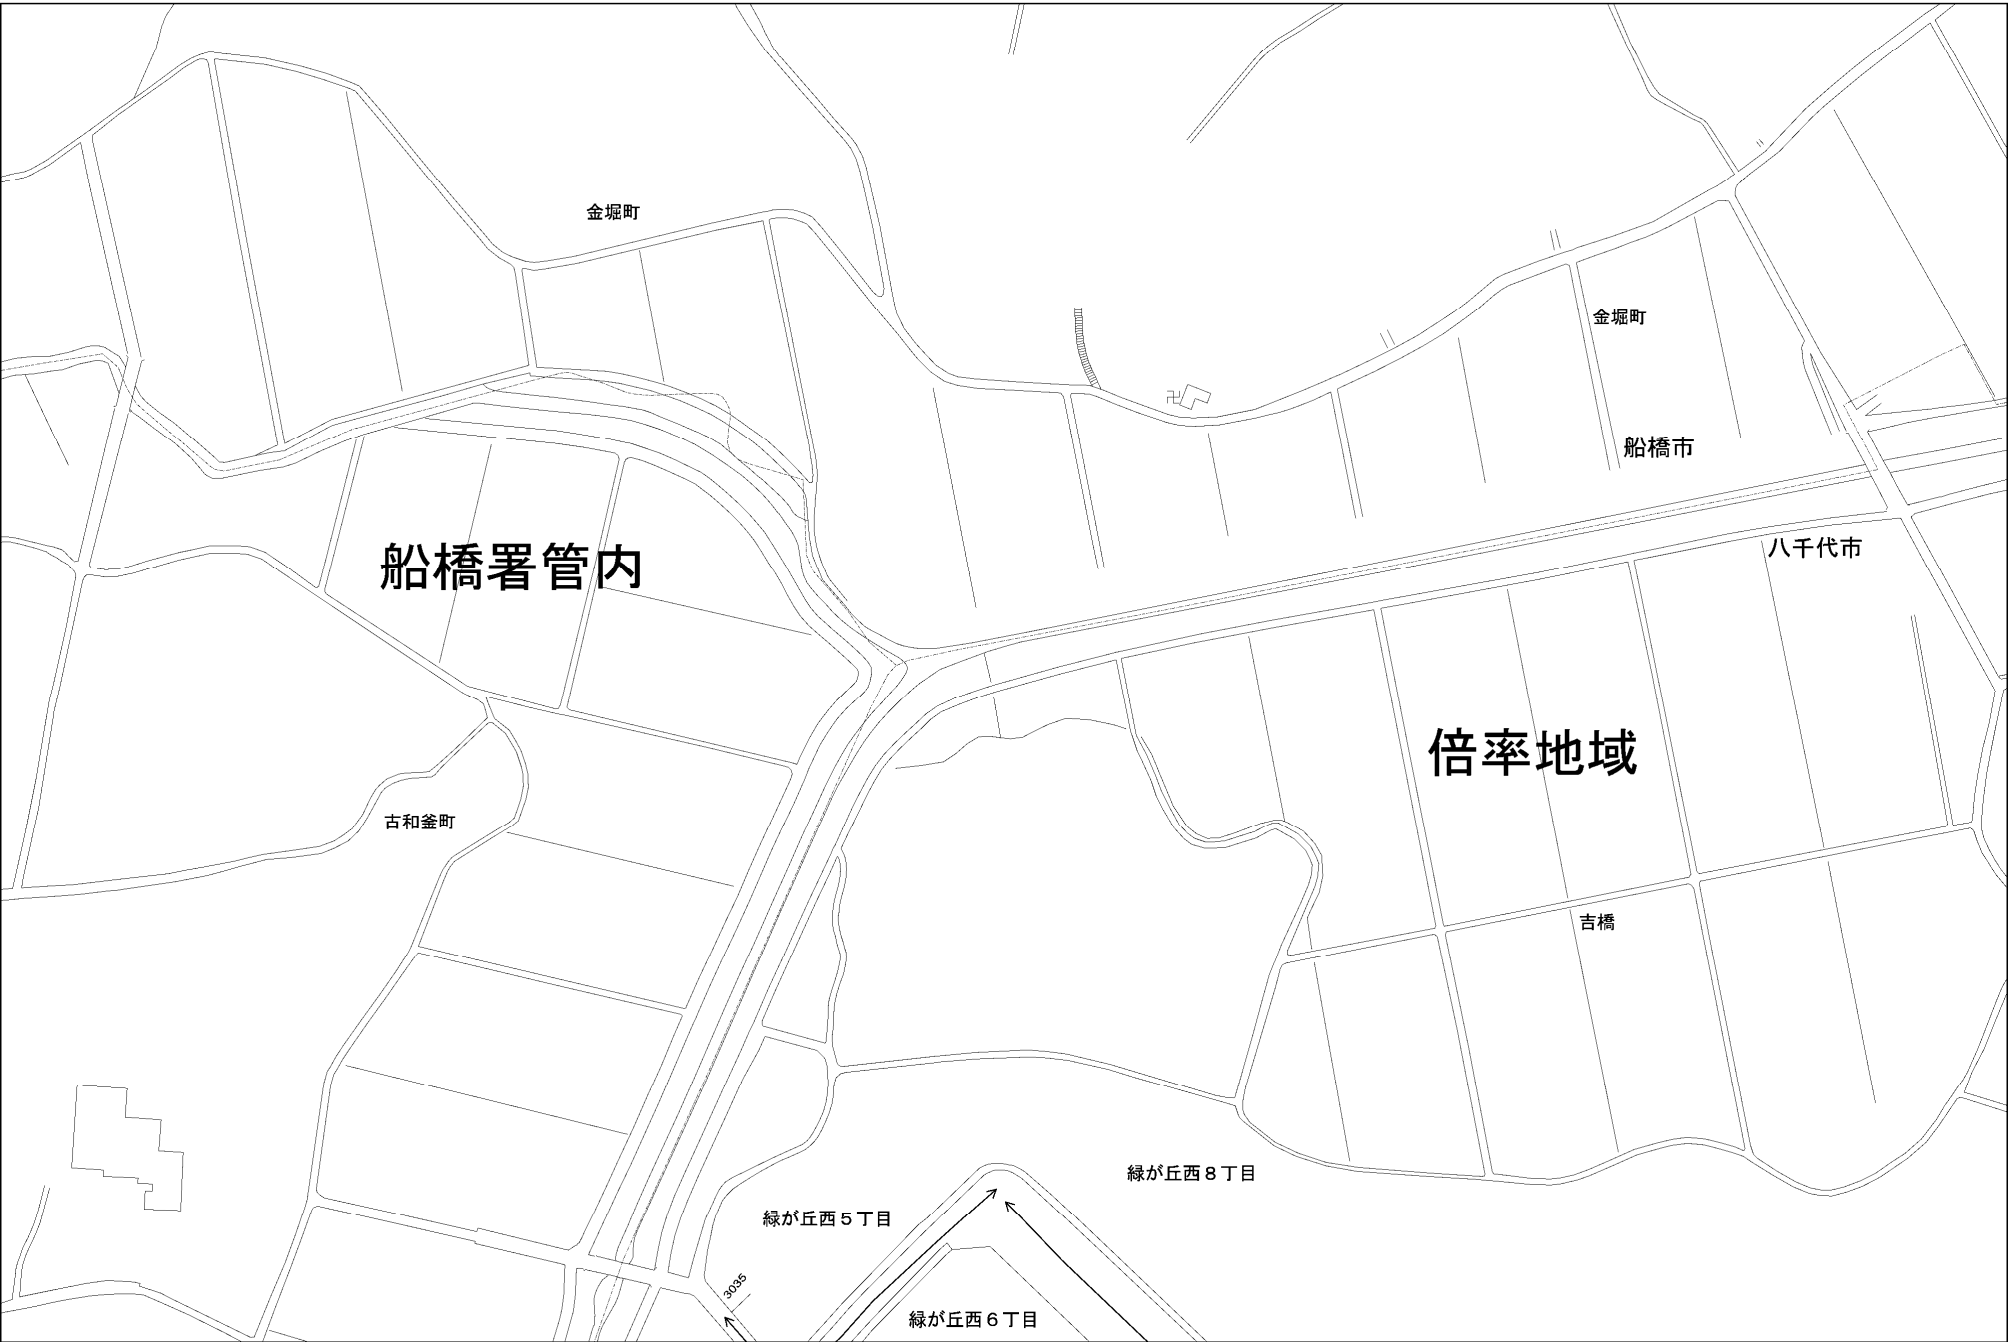 金堀町
金堀町
船橋市
八千代市
船橋署管内
倍率地域
古和釜町
吉橋
緑が丘西８丁目
緑が丘西５丁目
3035
緑が丘西６丁目